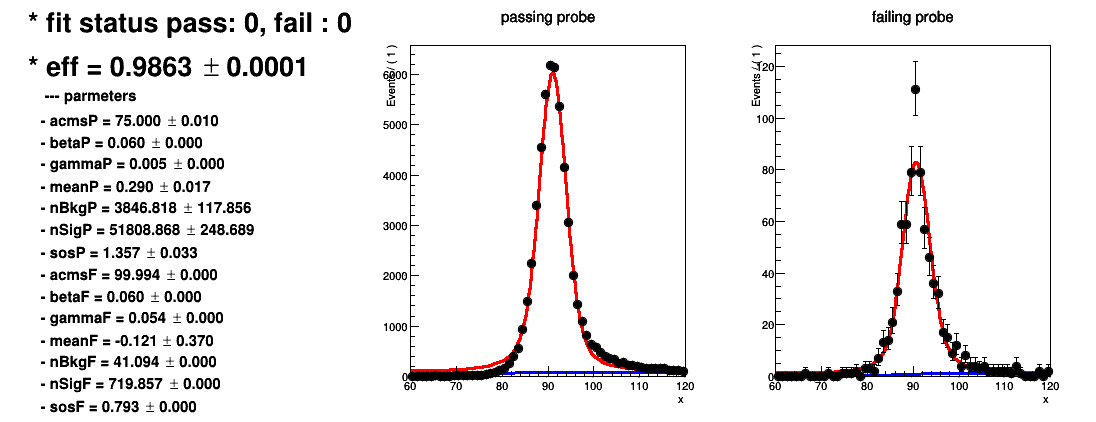 * fit status pass: 0, fail : 0
* eff = 0.9863 ± 0.0001
--- parmeters
- acmsP = 75.000 ± 0.010
- betaP = 0.060 ± 0.000
- gammaP = 0.005 ± 0.000
- meanP = 0.290 ± 0.017
- nBkgP = 3846.818 ± 117.856
- nSigP = 51808.868 ± 248.689
- sosP = 1.357 ± 0.033
- acmsF = 99.994 ± 0.000
- betaF = 0.060 ± 0.000
- gammaF = 0.054 ± 0.000
- meanF = -0.121 ± 0.370
- nBkgF = 41.094 ± 0.000
- nSigF = 719.857 ± 0.000
- sosF = 0.793 ± 0.000
passing probe
Events / ( 1 )
6000
5000
4000
3000
2000
1000
0
60 70 80 90 100 110 120
x
failing probe
Events / ( 1 )
120
100
80
60
40
20
0
60 70 80 90 100 110 120
x